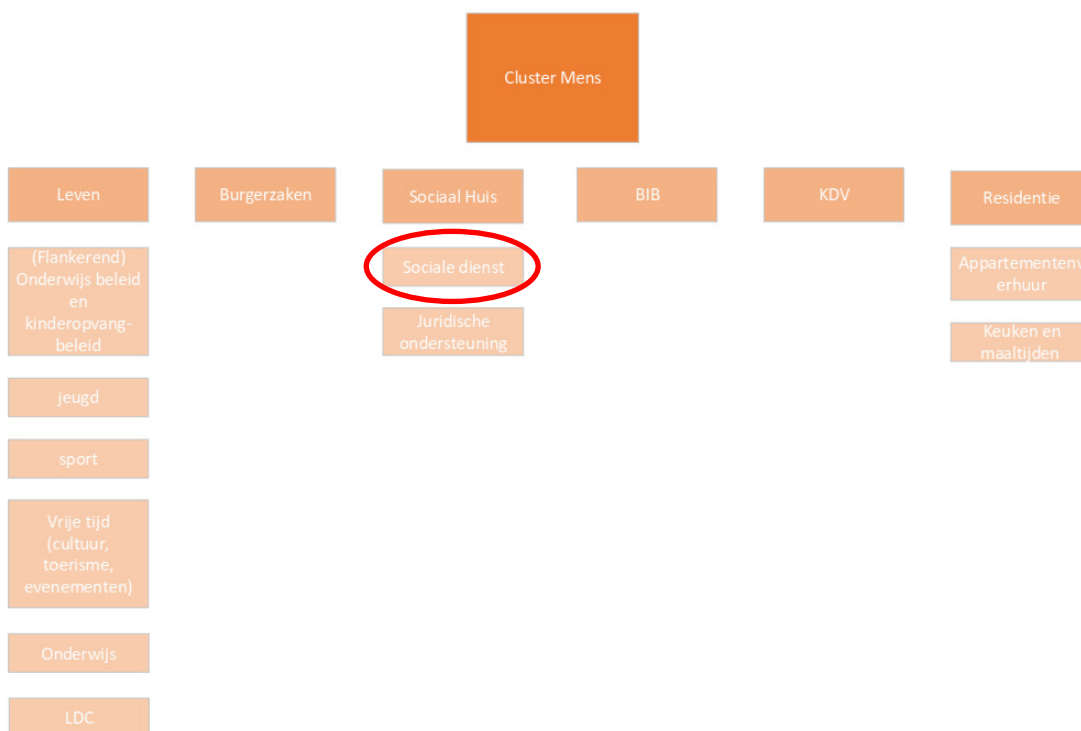 Cluster Mens
Leven
Burgerzaken
Sociaal Huis
BIB
KDV
Residentie
(Flankerend)
Onderwijs beleid
en
kinderopvang-
beleid
jeugd
sport
Vrije tijd
(cultuur,
toerisme,
evenementen)
Onderwijs
LDC
Sociale dienst
Juridische
ondersteuning
Appartementenv
erhuur
Keuken en
maaltijden